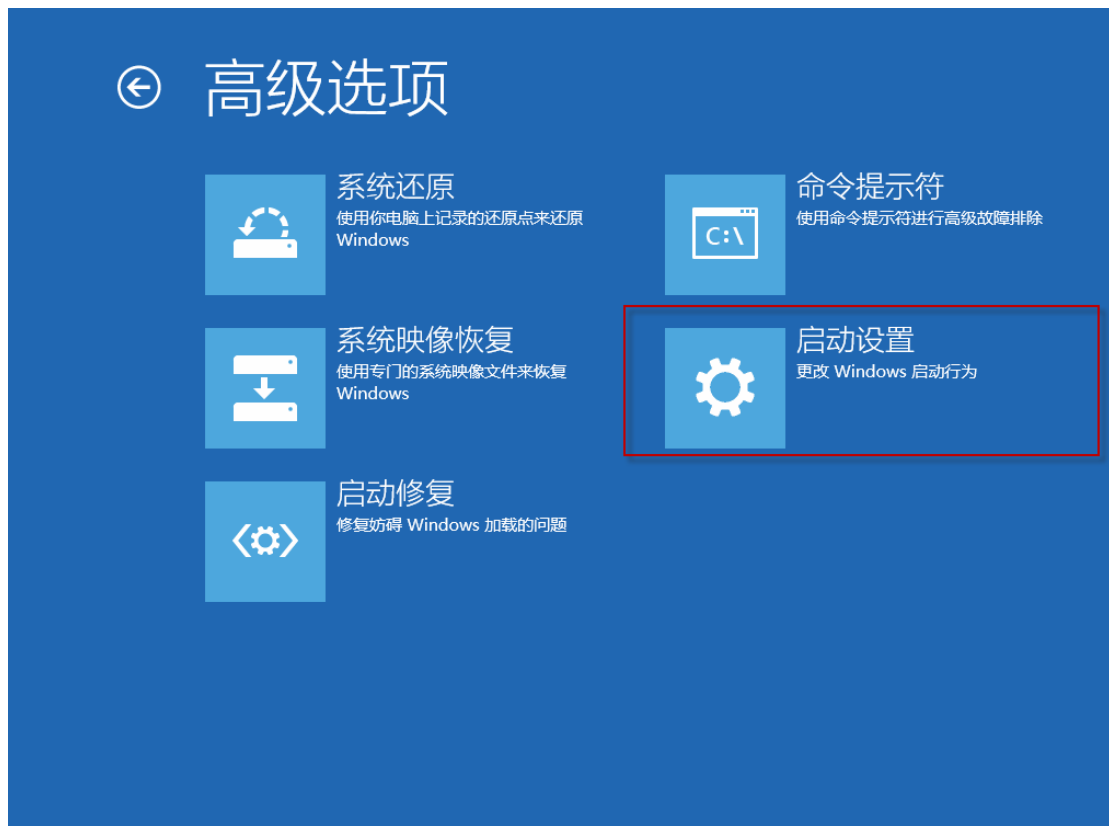 高级选项
系统还原
使用你电脑上记录的还原点来还原
Windows
命令提示符
使用命令提示符进行高级故障排除
C:\
系统映像恢复
使用专门的系统映像文件来恢复
Windows
启动设置
更改 Windows 启动行为
启动修复
修复妨碍 Windows 加载的问题